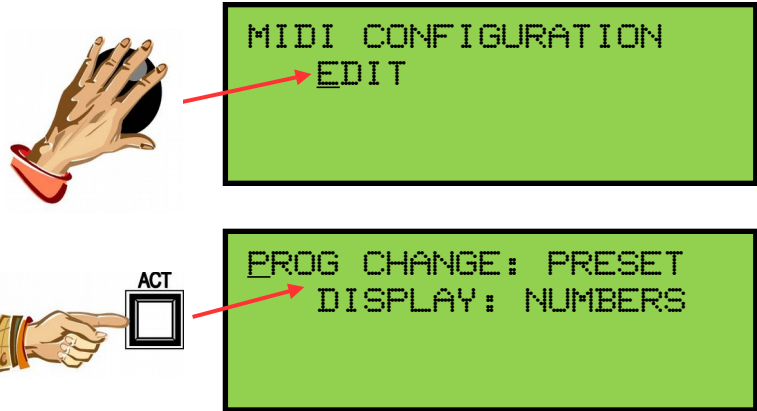 MIDI CONFIGURATION
EDIT
ACT
PROG CHANGE: PRESET
DISPLAY: NUMBERS